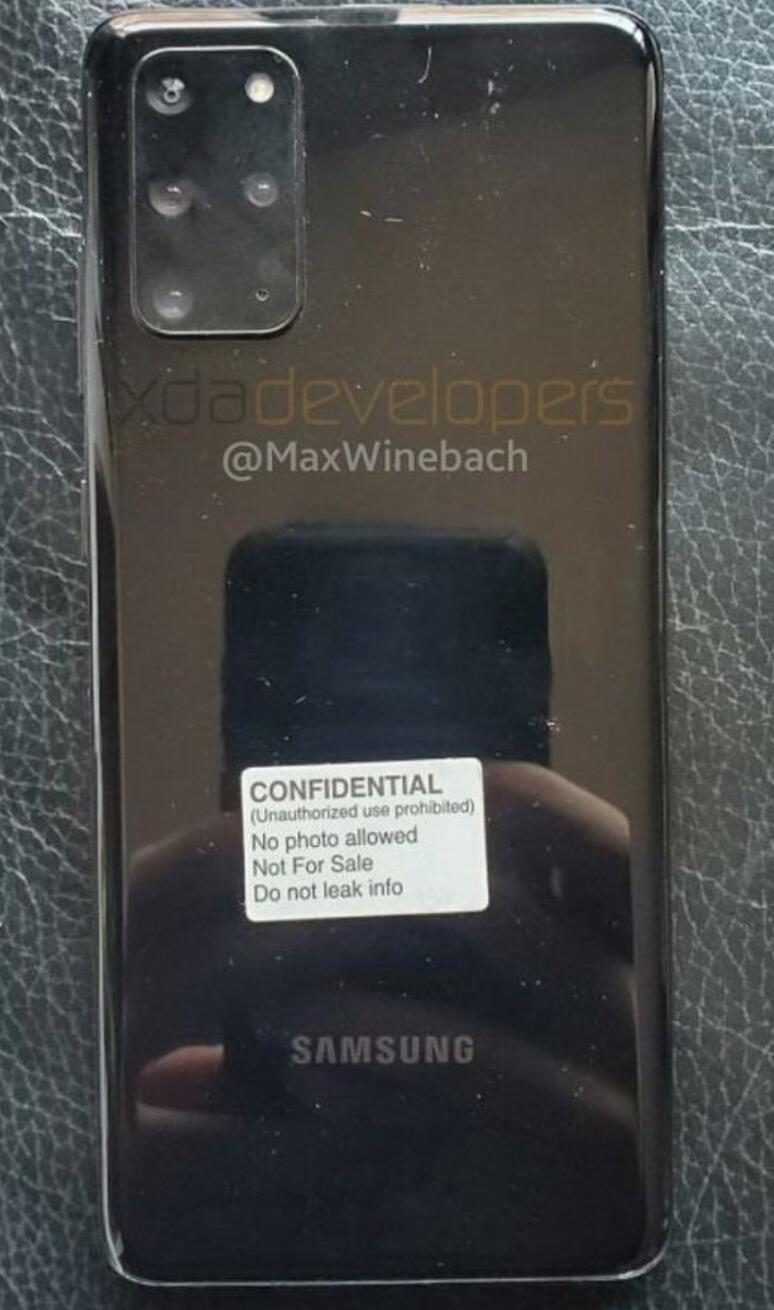 xdadevelopers
@MaxWinebach
CONFIDENTIAL
(Unauthorized use prohibited)
No photo allowed
Not For Sale
Do not leak info
SAMSUNG